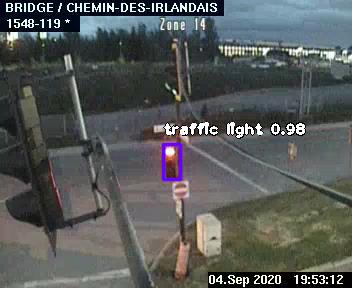 BRIDGE / CHEMIN-DES-IRLANDAIS
1548-119 *
Zone 14
traffic light 0.98
04.Sep 2020 19:53:12